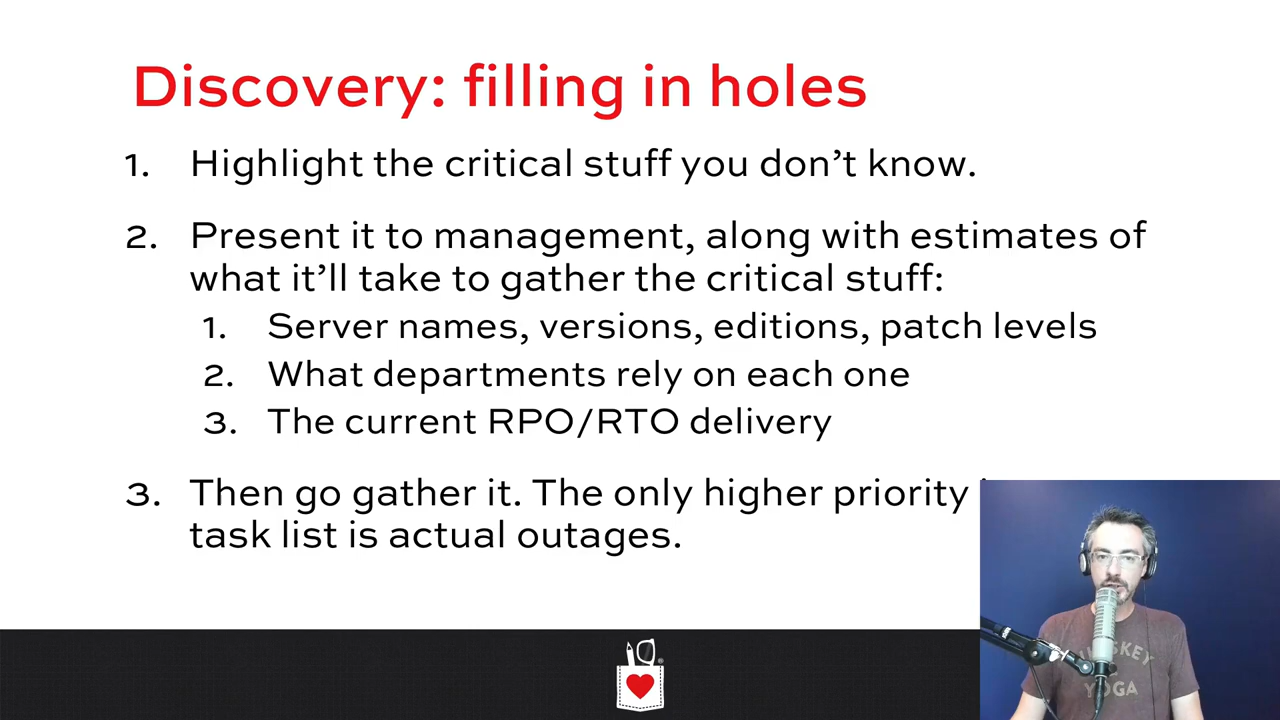 Discovery: filling in holes
1. Highlight the critical stuff you don’t know.
2. Present it to management, along with estimates of
what it’ll take to gather the critical stuff:
1. Server names, versions, editions, patch levels
2. What departments rely on each one
3. The current RPO/RTO delivery
3. Then go gather it. The only higher priority
task list is actual outages.
YOGA